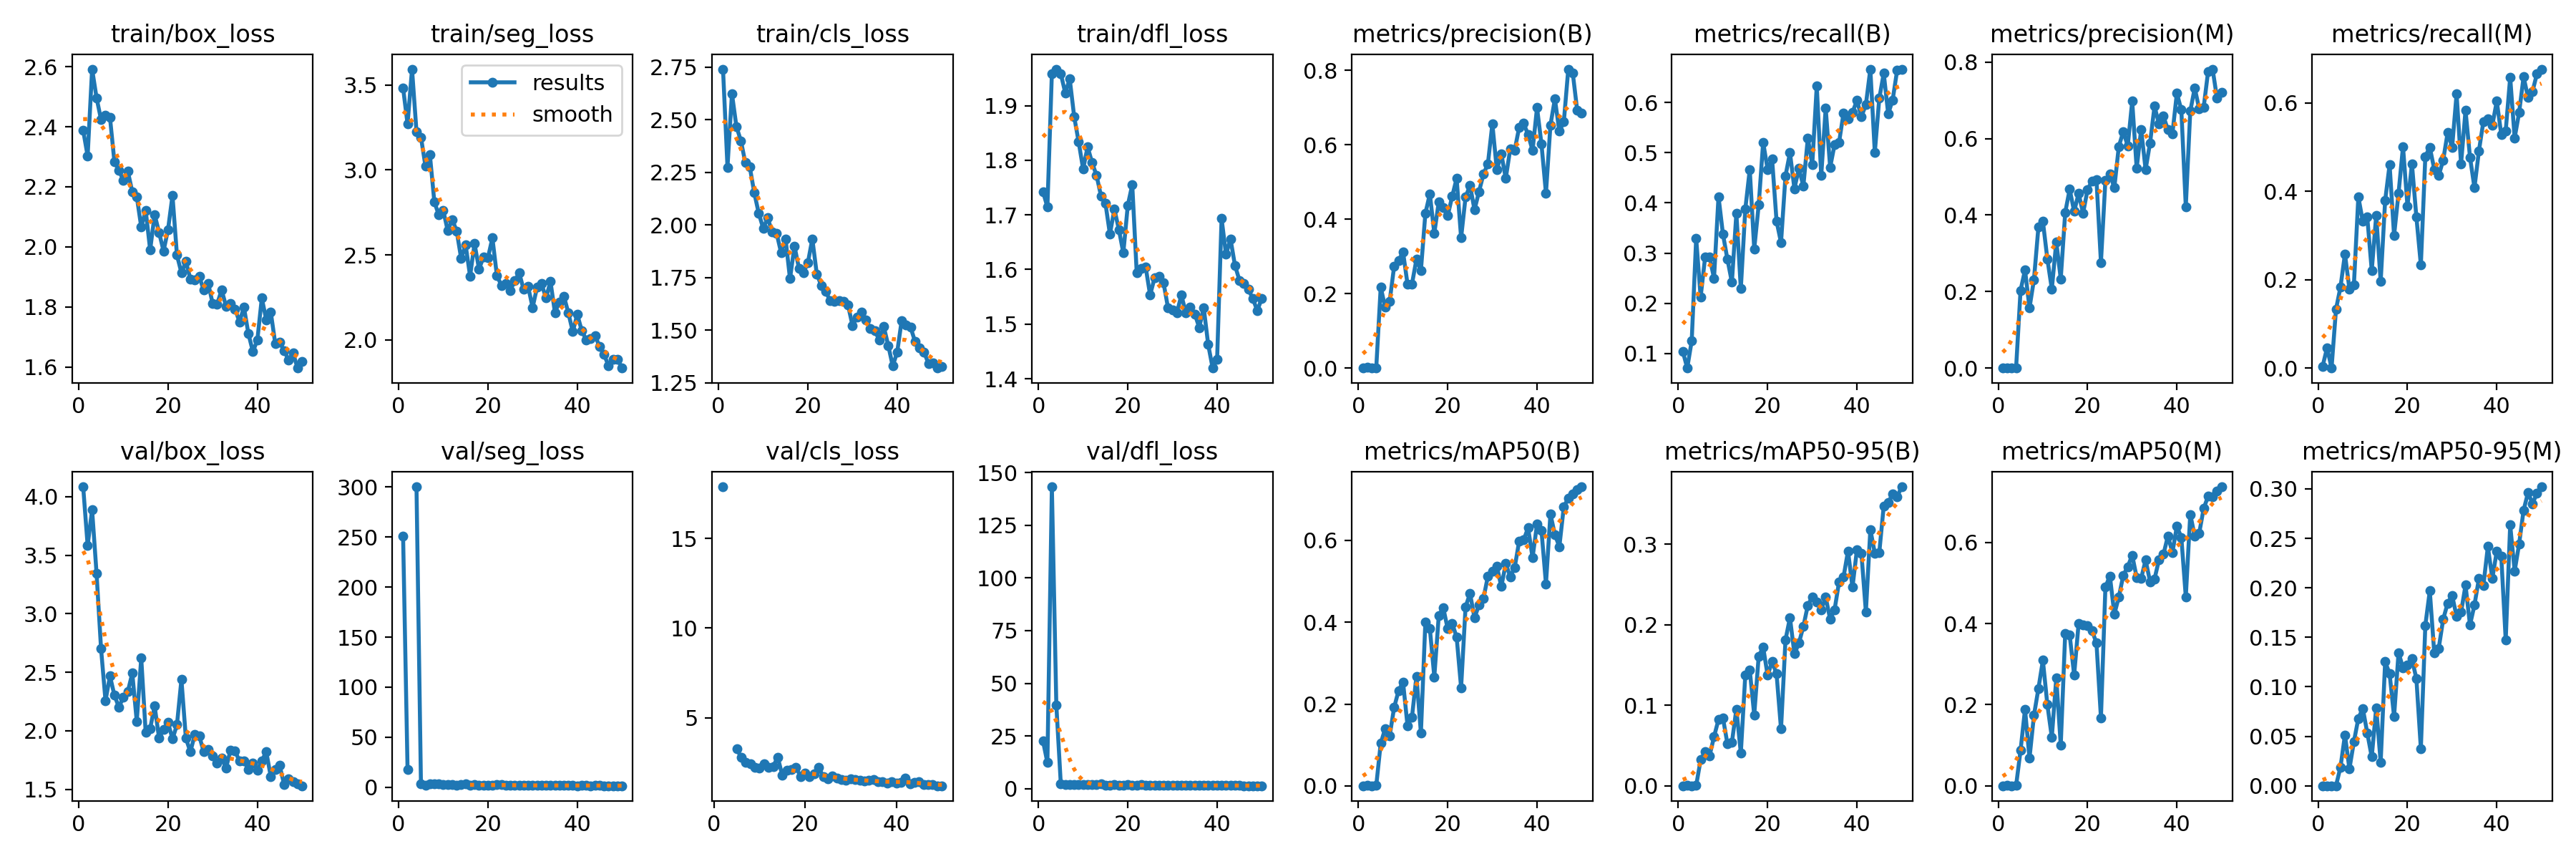 train/box_loss
train/seg_loss
train/cls_loss
train/dfl_loss
metrics/precision(B)
metrics/recall(B)
metrics/precision(M)
metrics/recall(M)
2.6
2.4
2.2
2.0
1.8
1.6
0 20 40
3.5
3.0
2.5
2.0
results
smooth
0 20 40
2.75
2.50
2.25
2.00
1.75
1.50
1.25
0 20 40
1.9
1.8
1.7
1.6
1.5
1.4
0 20 40
0.8
0.6
0.4
0.2
0.0
0 20 40
0.6
0.5
0.4
0.3
0.2
0.1
0 20 40
0.8
0.6
0.4
0.2
0.0
0 20 40
0.6
0.4
0.2
0.0
0 20 40
val/box_loss
val/seg_loss
val/cls_loss
val/dfl_loss
metrics/mAP50(B)
metrics/mAP50-95(B)
metrics/mAP50(M)
metrics/mAP50-95(M)
4.0
3.5
3.0
2.5
2.0
1.5
0 20 40
300
250
200
150
100
50
0
0 20 40
15
10
5
0 20 40
150
125
100
75
50
25
0
0 20 40
0.6
0.4
0.2
0.0
0 20 40
0.3
0.2
0.1
0.0
0 20 40
0.6
0.4
0.2
0.0
0 20 40
0.30
0.25
0.20
0.15
0.10
0.05
0.00
0 20 40